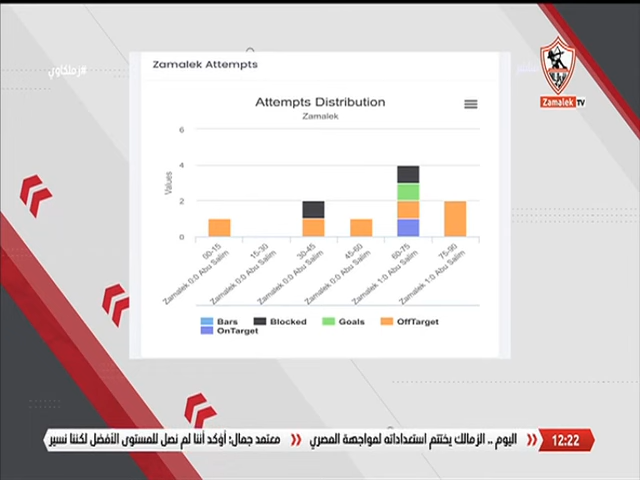 Zamalek Attempts
#زملكاوي
Zamalek TV
Attempts Distribution
Zamalek
Values
6
4
2
0
00-15
Zamalek 0:0 Abu Salim
15-30
Zamalek 0:0 Abu Salim
30-45
Zamalek 0:0 Abu Salim
45-60
Zamalek 0:0 Abu Salim
60-75
Zamalek 1:0 Abu Salim
75-90
Zamalek 1:0 Abu Salim
Bars Blocked Goals OffTarget
OnTarget
12:22 اليوم .. الزمالك يختتم استعداداته لمواجهة المصري معتمد جمال: أؤكد أننا لم نصل للمستوى الأفضل لكننا نسير